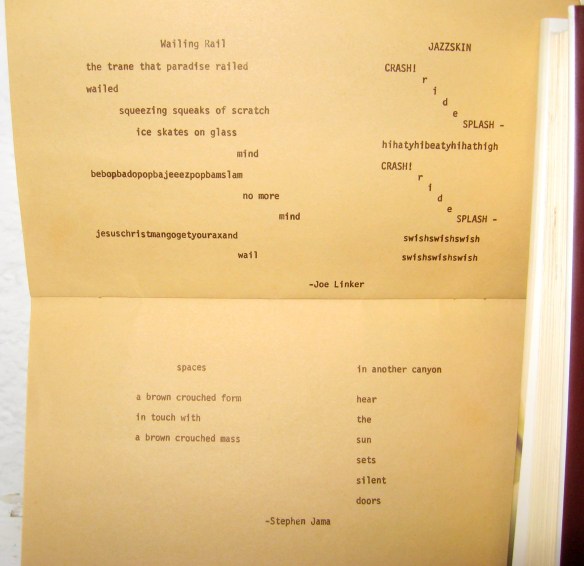 Wailing Rail
the trane that paradise railed
wailed
squeezing squeaks of scratch
ice skates on glass
mind
bebopbadopopbajeeezpopbamslam
no more
mind
jesuschristmangogetyouraxand
wail
JAZZSKIN
CRASH!
r
i
d
e
SPLASH -
hihatyhibeatyhihathigh
CRASH!
r
i
d
e
SPLASH -
swishswishswish
swishswishswish
-Joe Linker
spaces
a brown crouched form
in touch with
a brown crouched mass
in another canyon
hear
the
sun
sets
silent
doors
-Stephen Jama